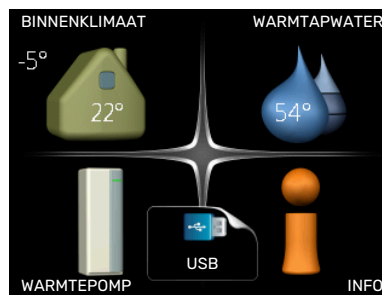 BINNENKLIMAAT
WARMTAPWATER
-5°
22°
54°
USB
WARMTEPOMP
INFO